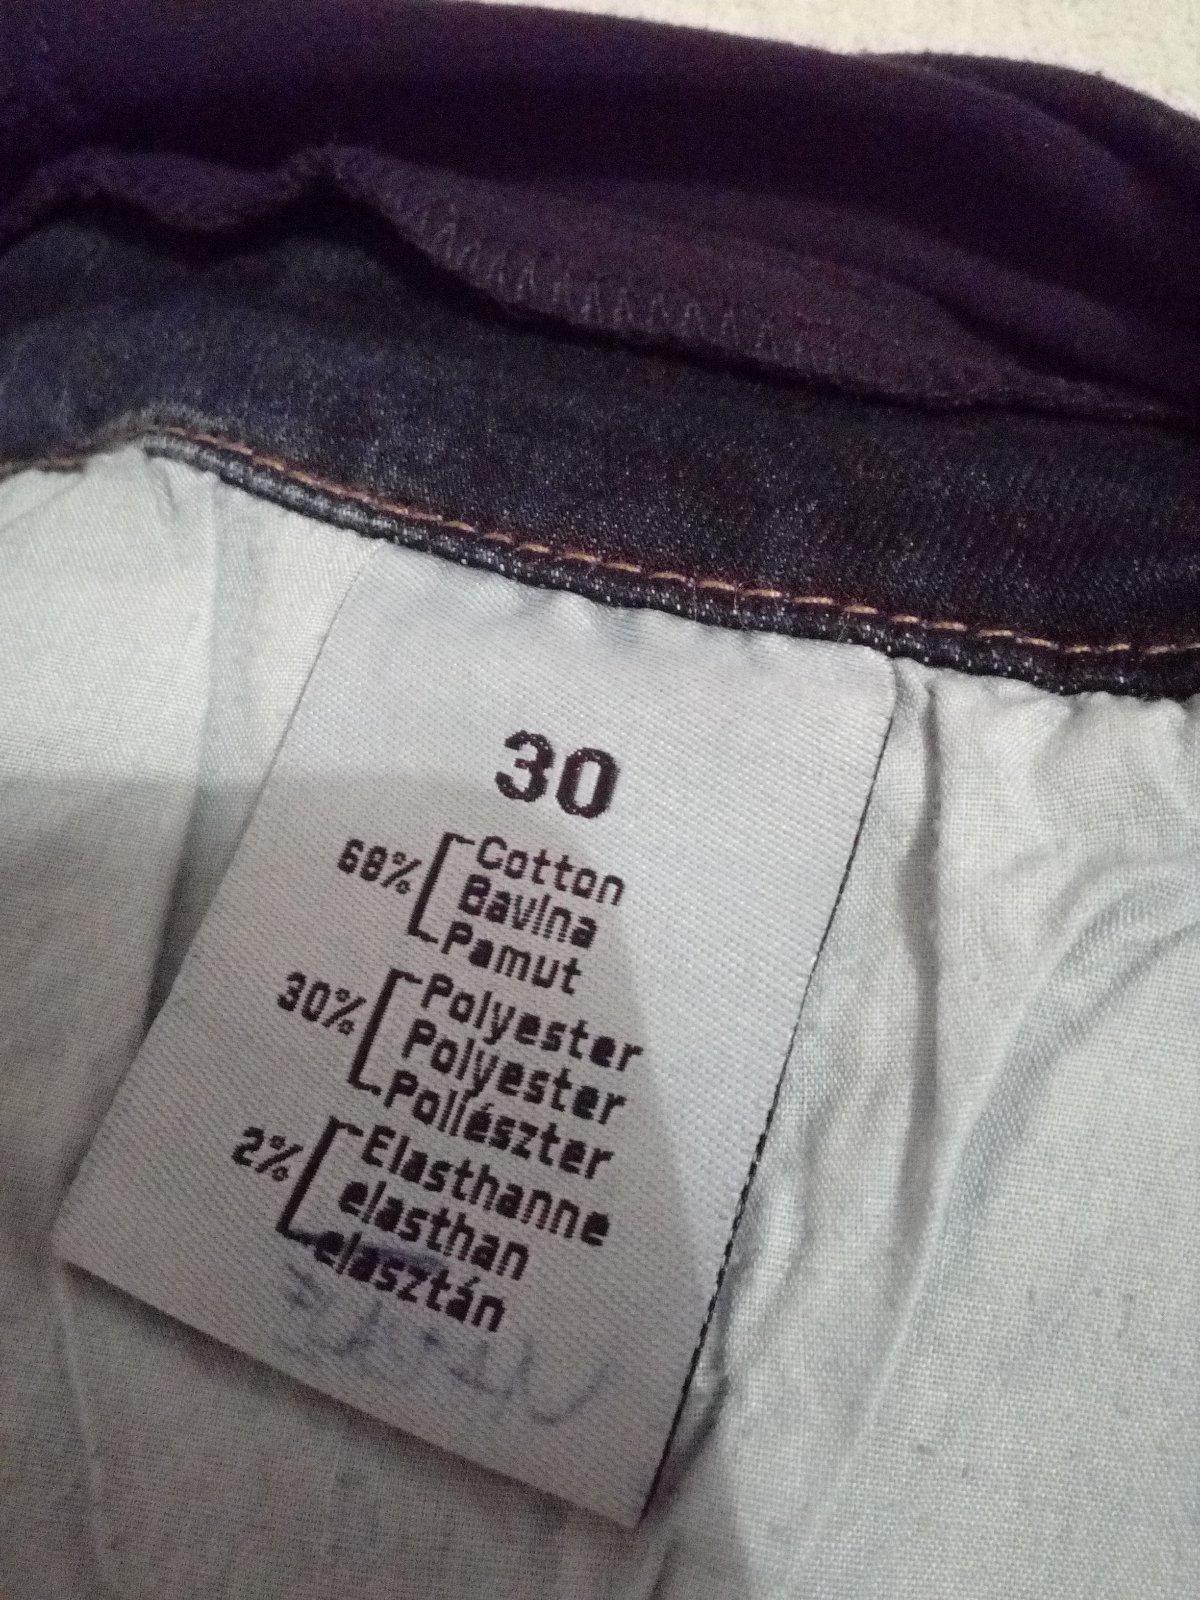 30
68% Cotton
Bavlna
Pamut
30% Polyester
Polyester
Poliészter
2% Elasthanne
elasthan
elasztán